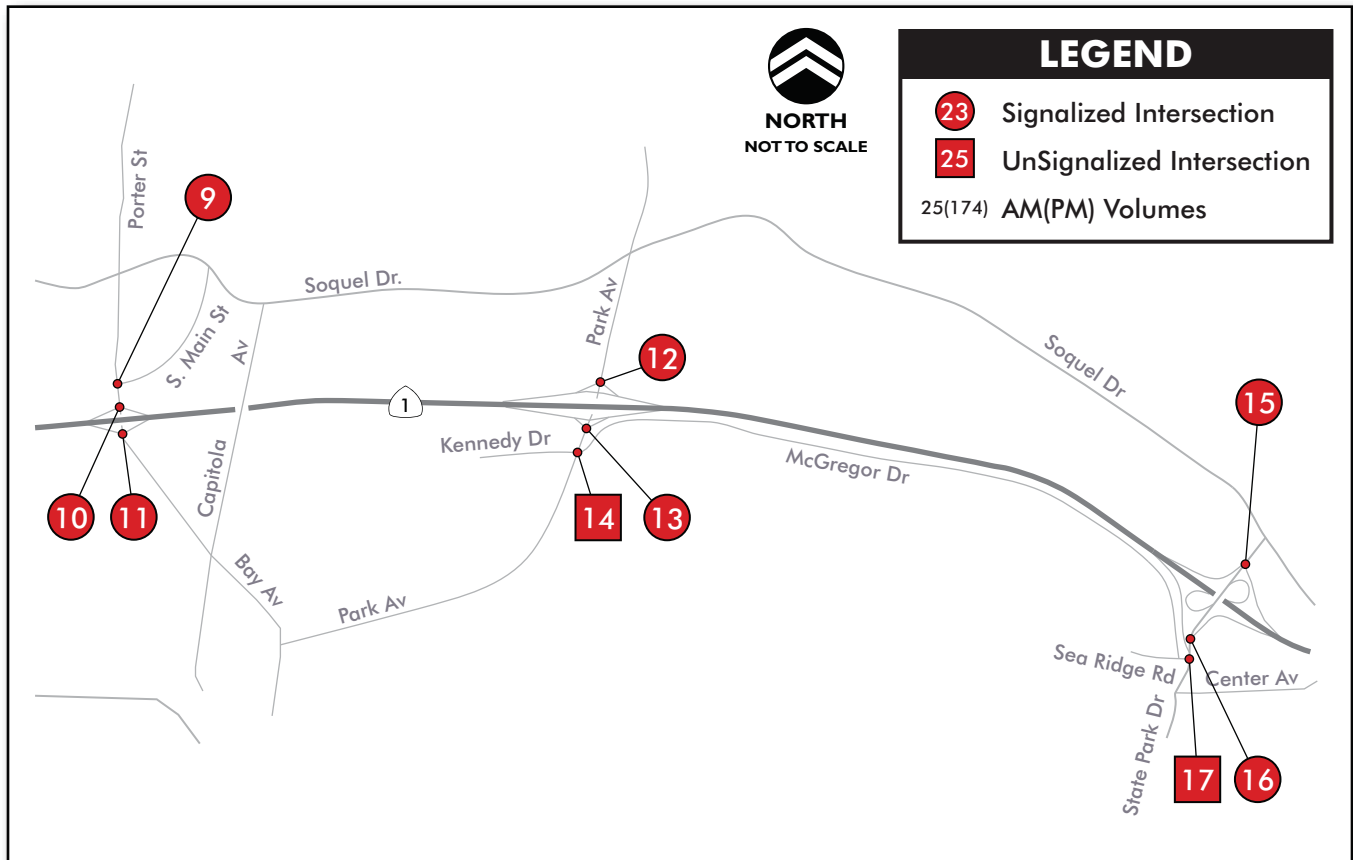 NORTH
NOT TO SCALE
LEGEND
23 Signalized Intersection
25 UnSignalized Intersection
25(174) AM(PM) Volumes
Porter St
9
Soquel Dr.
S. Main St
Park Av
12
Soquel Dr
15
Capitola Av
1
Kennedy Dr
McGregor Dr
10
11
14
13
Bay Av
Park Av
Sea Ridge Rd
Center Av
State Park Dr
17
16